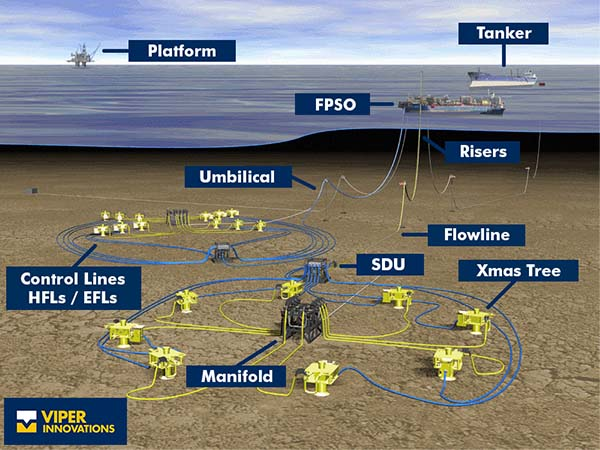 Platform
Tanker
FPSO
Risers
Umbilical
Flowline
Control Lines
HFLs / EFLs
SDU
Xmas Tree
Manifold
VIPER
INNOVATIONS